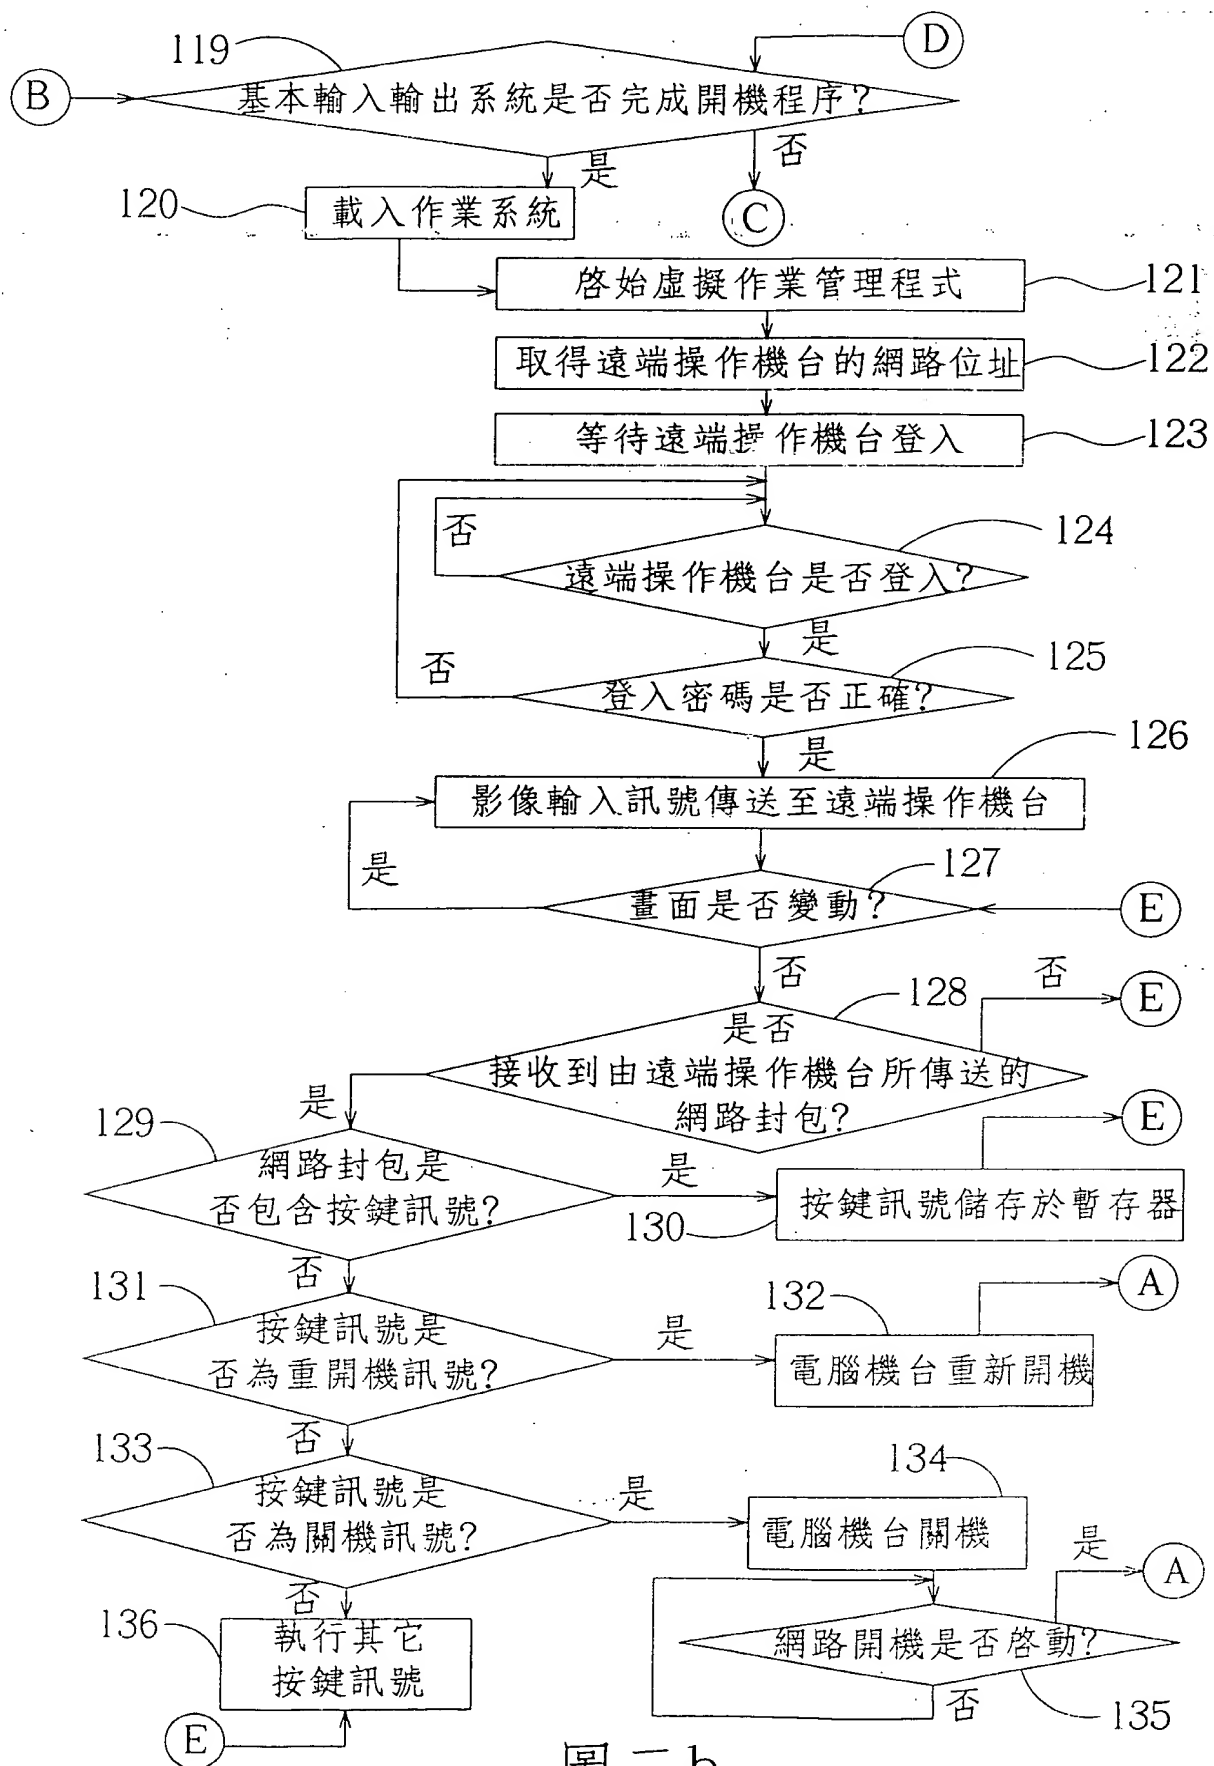 119
D
B
基本輸入輸出系統是否完成開機程序?
是
否
120
載入作業系統
C
啓始虛擬作業管理程式
121
取得遠端操作機台的網路位址
122
等待遠端操作機台登入
123
否
124
遠端操作機台是否登入?
是
否
125
登入密碼是否正確?
是
126
影像輸入訊號傳送至遠端操作機台
是
127
畫面是否變動?
E
否
否
128
E
是否
接收到由遠端操作機台所傳送的
網路封包?
是
E
129
網路封包是
否包含按鍵訊號?
是
按鍵訊號儲存於暫存器
130
否
131
132
A
按鍵訊號是
否為重開機訊號?
是
電腦機台重新開機
否
133
134
按鍵訊號是
否為關機訊號?
是
電腦機台關機
是
A
否
136
執行其它
按鍵訊號
網路開機是否啓動?
否
135
E
圖二b